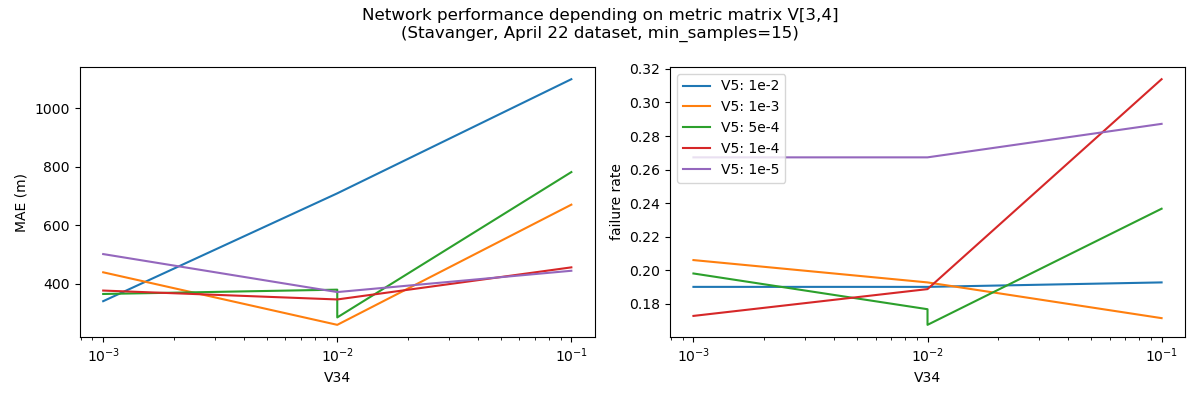 Network performance depending on metric matrix V[3,4]
(Stavanger, April 22 dataset, min_samples=15)
MAE (m)
1000
800
600
400
10⁻³
10⁻²
10⁻¹
V34
failure rate
0.32
0.30
0.28
0.26
0.24
0.22
0.20
0.18
V5: 1e-2
V5: 1e-3
V5: 5e-4
V5: 1e-4
V5: 1e-5
10⁻³
10⁻²
10⁻¹
V34